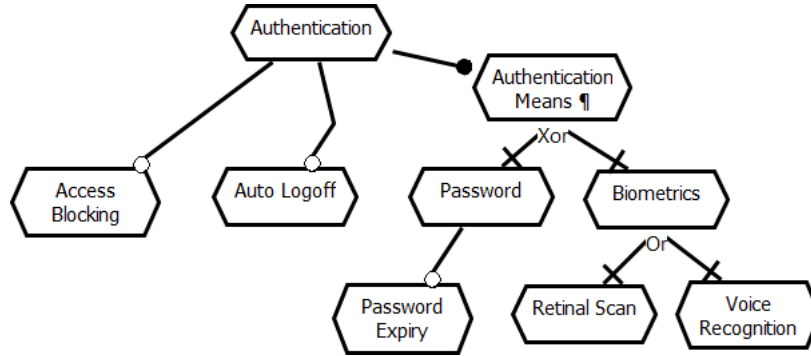 Authentication
Authentication
Means ¶
Xor
Access
Blocking
Auto Logoff
Password
Biometrics
Or
Password
Expiry
Retinal Scan
Voice
Recognition